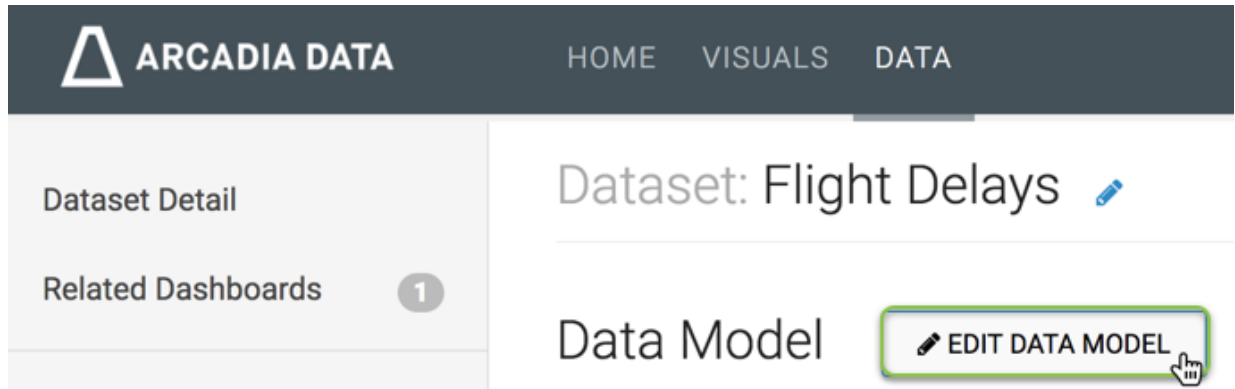 ARCADIA DATA
HOME VISUALS DATA
Dataset Detail
Related Dashboards 1
Dataset: Flight Delays
Data Model
EDIT DATA MODEL